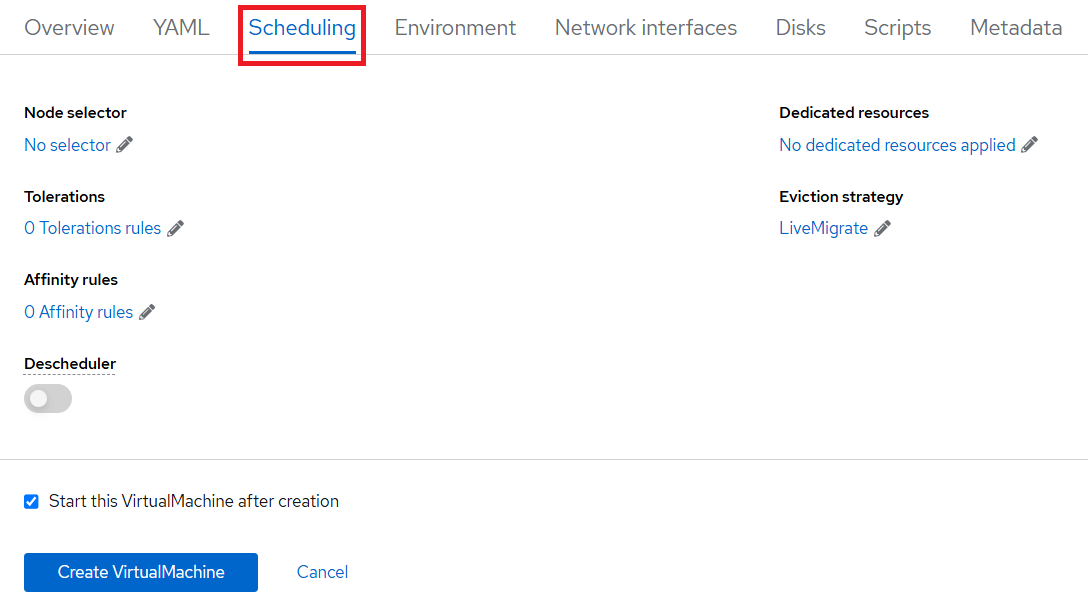 Overview YAML Scheduling Environment Network interfaces Disks Scripts Metadata
Node selector
No selector
Dedicated resources
No dedicated resources applied
Tolerations
0 Tolerations rules
Eviction strategy
LiveMigrate
Affinity rules
0 Affinity rules
Descheduler
Start this VirtualMachine after creation
Create VirtualMachine Cancel